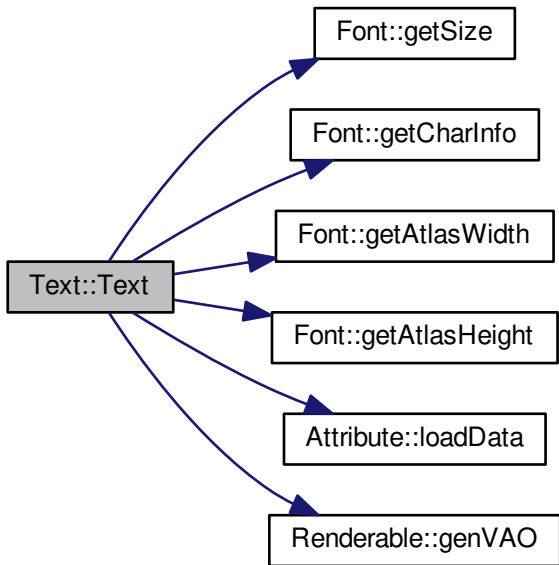 Font::getSize
Font::getCharInfo
Font::getAtlasWidth
Text::Text
Font::getAtlasHeight
Attribute::loadData
Renderable::genVAO